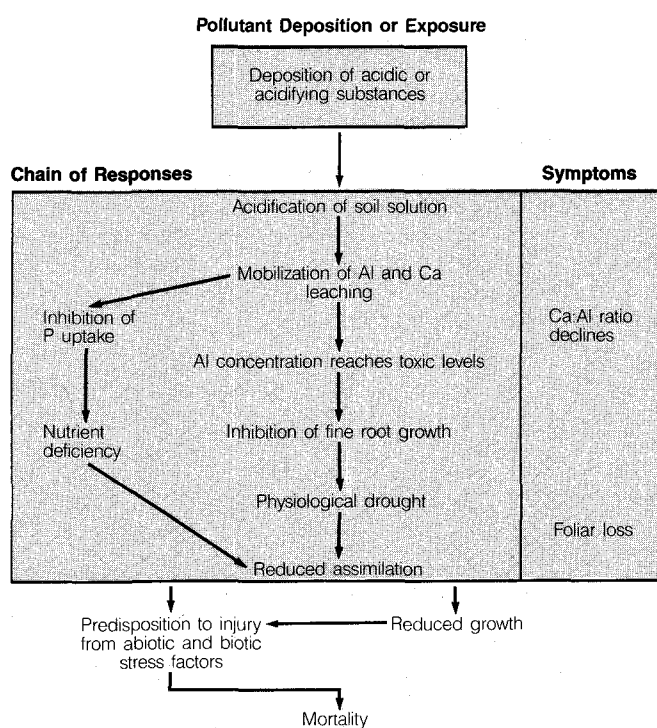 Pollutant Deposition or Exposure
Deposition of acidic or
acidifying substances
Chain of Responses
Symptoms
Acidification of soil solution
Mobilization of Al and Ca
leaching
Inhibition of
P uptake
Ca:Al ratio
declines
Al concentration reaches toxic levels
Nutrient
deficiency
Inhibition of fine root growth
Physiological drought
Foliar loss
Reduced assimilation
Predisposition to injury
from abiotic and biotic
stress factors
Reduced growth
Mortality